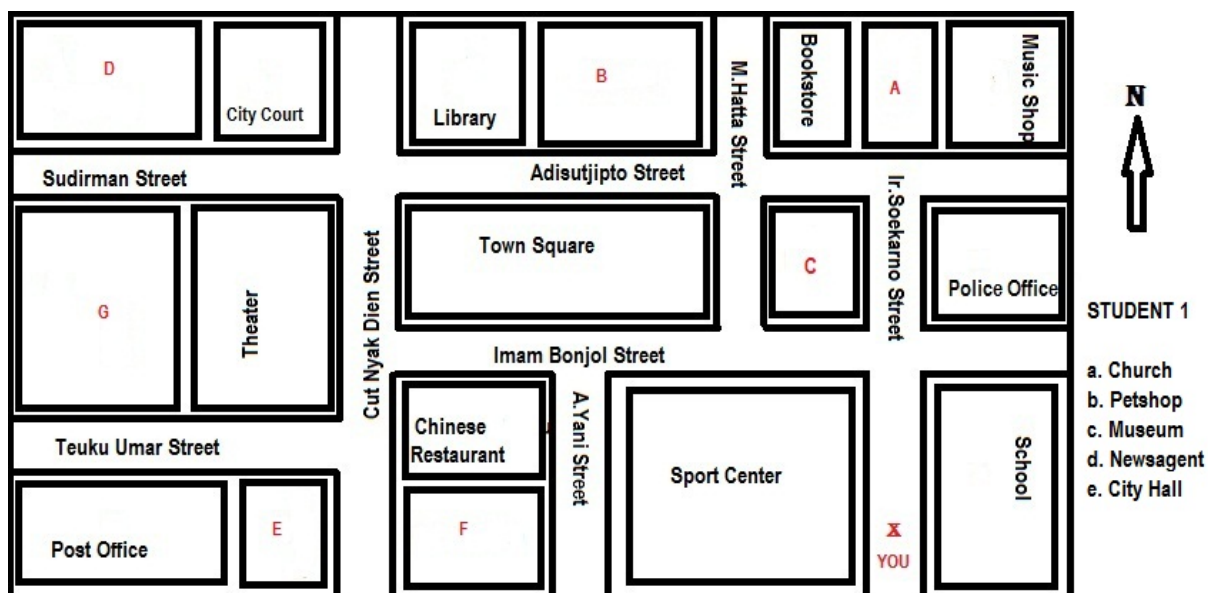 D
City Court
Library
B
Bookstore
A
Music Shop
N
Sudirman Street
Adisutjipto Street
M.Hatta Street
G
Theater
Cut Nyak Dien Street
Town Square
C
Ir.Soekarno Street
Police Office
STUDENT 1
Imam Bonjol Street
a. Church
b. Petshop
c. Museum
d. Newsagent
e. City Hall
Teuku Umar Street
Chinese
Restaurant
A.Yani Street
Sport Center
School
Post Office
E
F
X
YOU